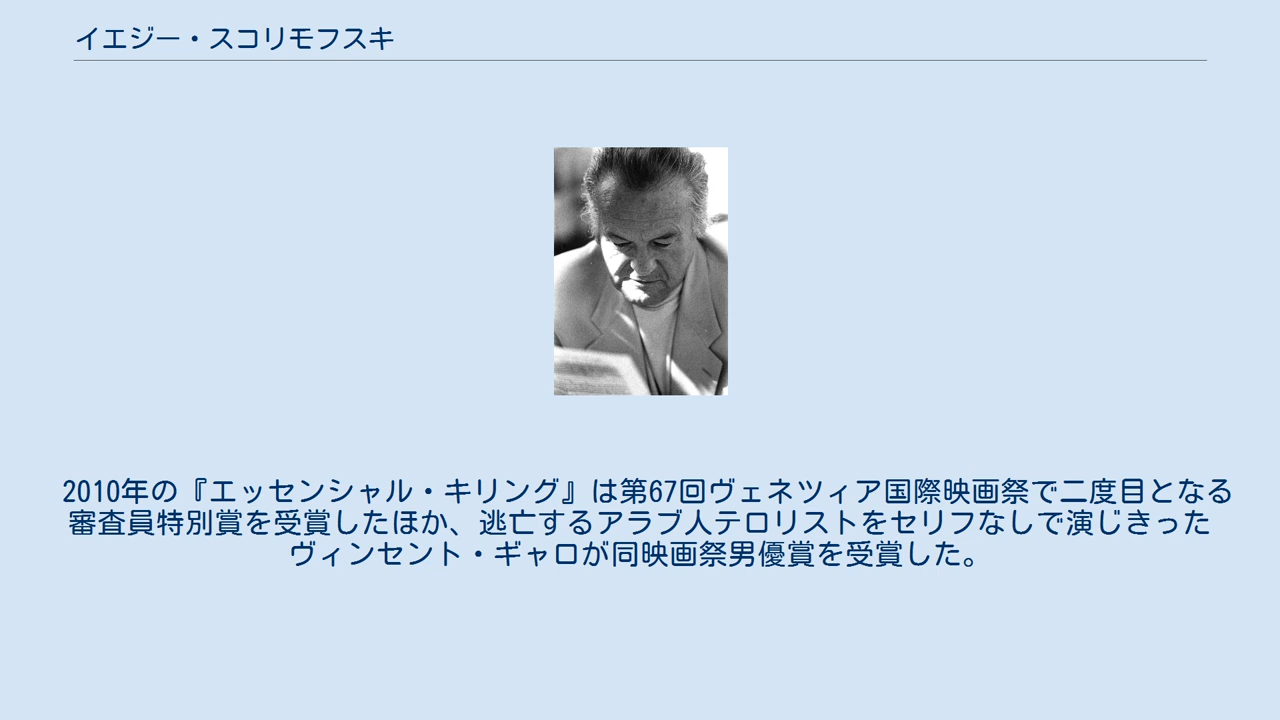 イエジー・スコリモフスキ
2010年の『エッセンシャル・キリング』は第67回ヴェネツィア国際映画祭で二度目となる
審査員特別賞を受賞したほか、逃亡するアラブ人テロリストをセリフなしで演じきった
ヴィンセント・ギャロが同映画祭男優賞を受賞した。